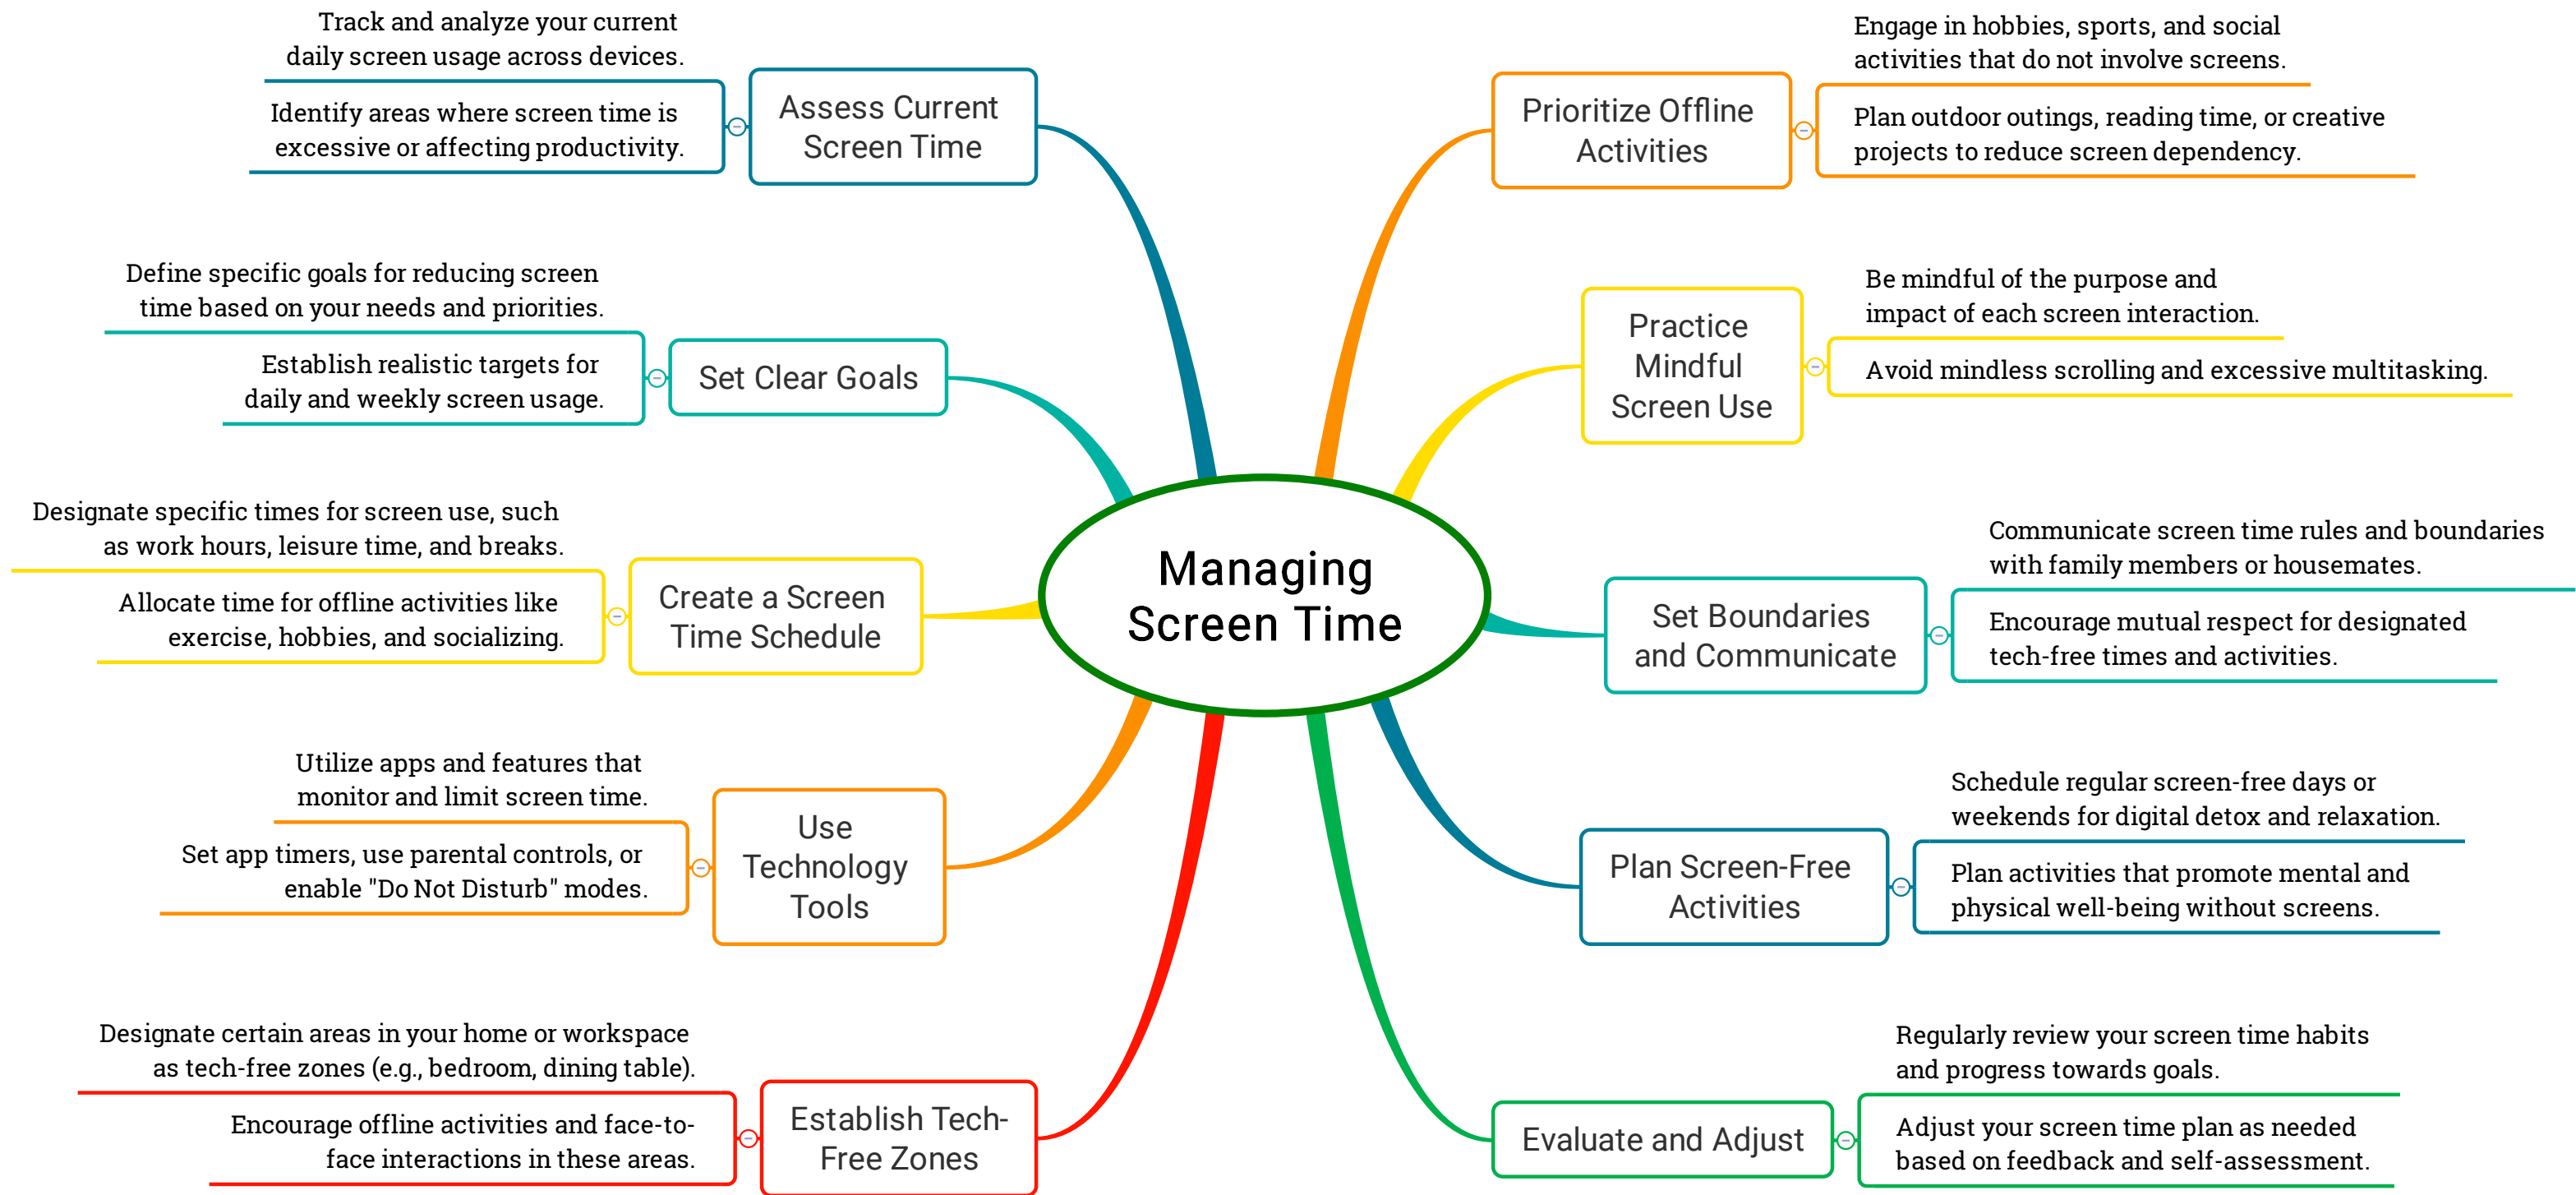 Managing
Screen Time
Assess Current
Screen Time
Track and analyze your current
daily screen usage across devices.
Identify areas where screen time is
excessive or affecting productivity.
Set Clear Goals
Define specific goals for reducing screen
time based on your needs and priorities.
Establish realistic targets for
daily and weekly screen usage.
Create a Screen
Time Schedule
Designate specific times for screen use, such
as work hours, leisure time, and breaks.
Allocate time for offline activities like
exercise, hobbies, and socializing.
Use
Technology
Tools
Utilize apps and features that
monitor and limit screen time.
Set app timers, use parental controls, or
enable "Do Not Disturb" modes.
Establish Tech-
Free Zones
Designate certain areas in your home or workspace
as tech-free zones (e.g., bedroom, dining table).
Encourage offline activities and face-to-
face interactions in these areas.
Prioritize Offline
Activities
Engage in hobbies, sports, and social
activities that do not involve screens.
Plan outdoor outings, reading time, or creative
projects to reduce screen dependency.
Practice
Mindful
Screen Use
Be mindful of the purpose and
impact of each screen interaction.
Avoid mindless scrolling and excessive multitasking.
Set Boundaries
and Communicate
Communicate screen time rules and boundaries
with family members or housemates.
Encourage mutual respect for designated
tech-free times and activities.
Plan Screen-Free
Activities
Schedule regular screen-free days or
weekends for digital detox and relaxation.
Plan activities that promote mental and
physical well-being without screens.
Evaluate and Adjust
Regularly review your screen time habits
and progress towards goals.
Adjust your screen time plan as needed
based on feedback and self-assessment.